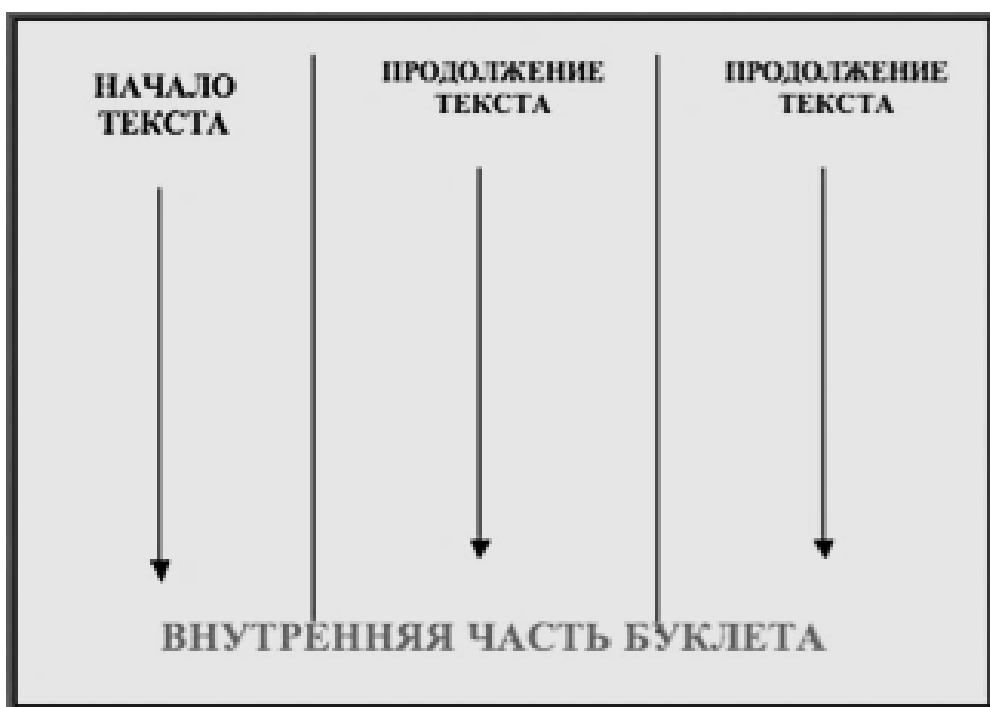 НАЧАЛО
ТЕКСТА
ПРОДОЛЖЕНИЕ
ТЕКСТА
ПРОДОЛЖЕНИЕ
ТЕКСТА
ВНУТРЕННЯЯ ЧАСТЬ БУКЛЕТА